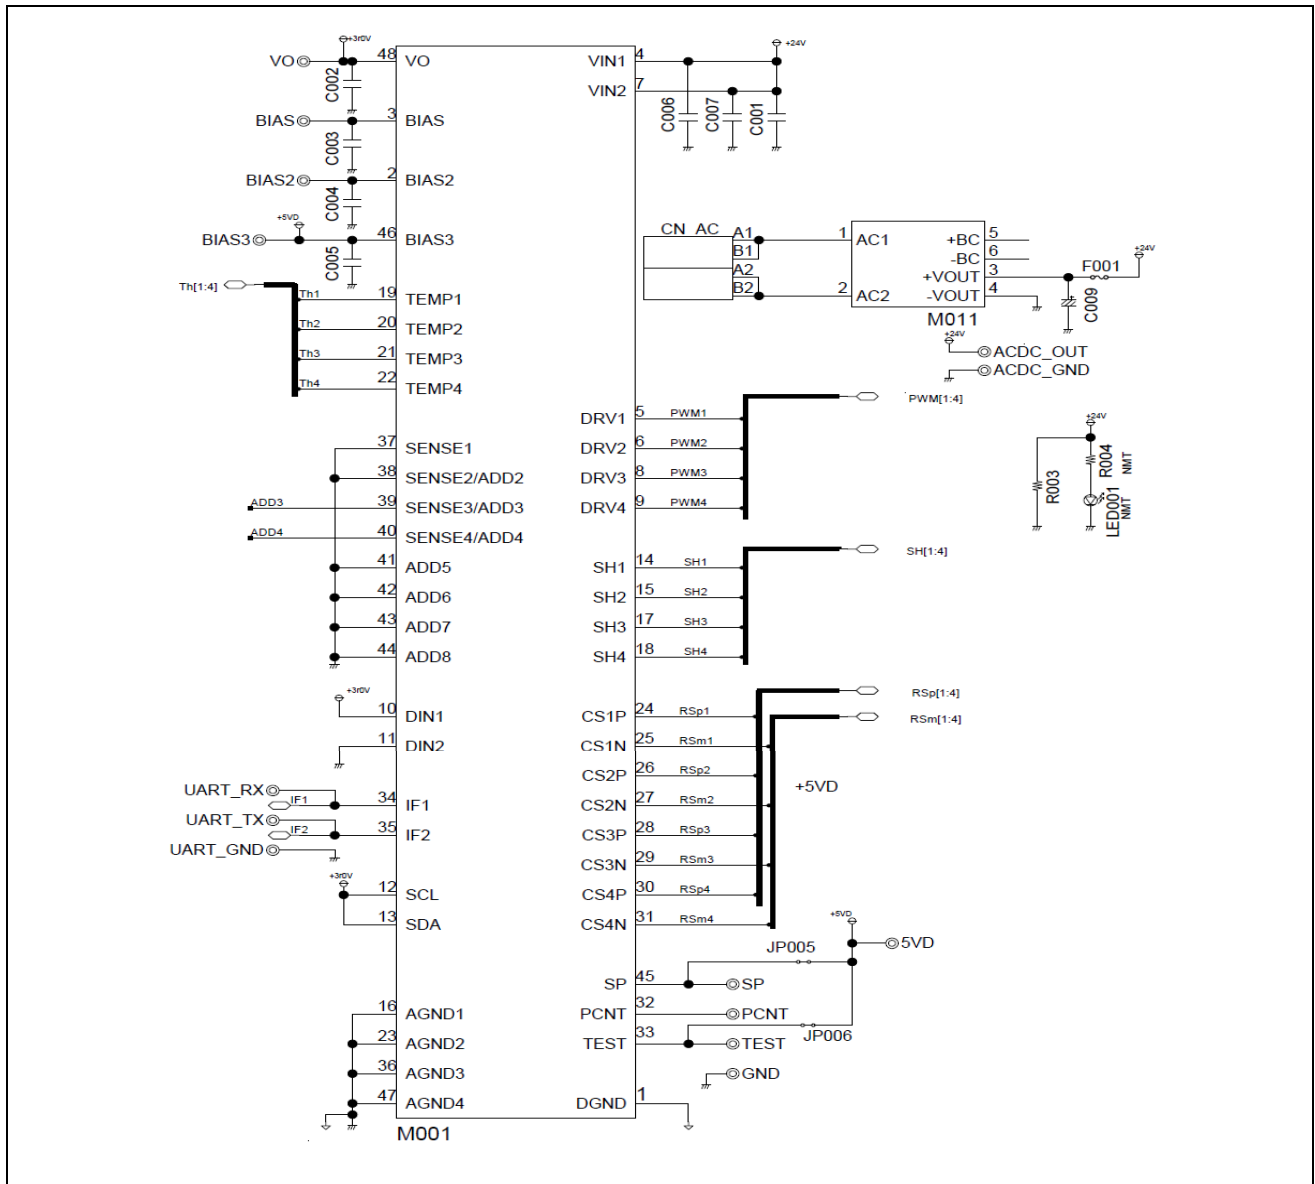 +3r0V
VO 48 VO
C002
BIAS 3 BIAS
C003
BIAS2 2 BIAS2
C004
+5VD
BIAS3 46 BIAS3
C005
Th[1:4]
Th1 19 TEMP1
Th2 20 TEMP2
Th3 21 TEMP3
Th4 22 TEMP4
37 SENSE1
38 SENSE2/ADD2
ADD3 39 SENSE3/ADD3
ADD4 40 SENSE4/ADD4
41 ADD5
42 ADD6
43 ADD7
44 ADD8
+3r0V
10 DIN1
11 DIN2
UART_RX
IF1 34 IF1
UART_TX
IF2 35 IF2
UART_GND
+3r0V
12 SCL
13 SDA
16 AGND1
23 AGND2
36 AGND3
47 AGND4
M001
+24V
VIN1 4
VIN2 7
C006
C007
C001
CN AC
A1
B1
A2
B2
1 AC1
2 AC2
+BC 5
-BC 6
+VOUT 3
-VOUT 4
M011
F001
+24V
C009
+24V
ACDC_OUT
ACDC_GND
DRV1 5 PWM1
DRV2 6 PWM2
DRV3 8 PWM3
DRV4 9 PWM4
PWM[1:4]
+24V
R003
R004
NMT
LED001
NMT
SH1 14 SH1
SH2 15 SH2
SH3 17 SH3
SH4 18 SH4
SH[1:4]
CS1P 24 RSp1
CS1N 25 RSm1
CS2P 26 RSp2
CS2N 27 RSm2
CS3P 28 RSp3
CS3N 29 RSm3
CS4P 30 RSp4
CS4N 31 RSm4
RSp[1:4]
RSm[1:4]
+5VD
+5VD
5VD
JP005
SP 45 SP
PCNT 32 PCNT
TEST 33 TEST
JP006
GND
DGND 1